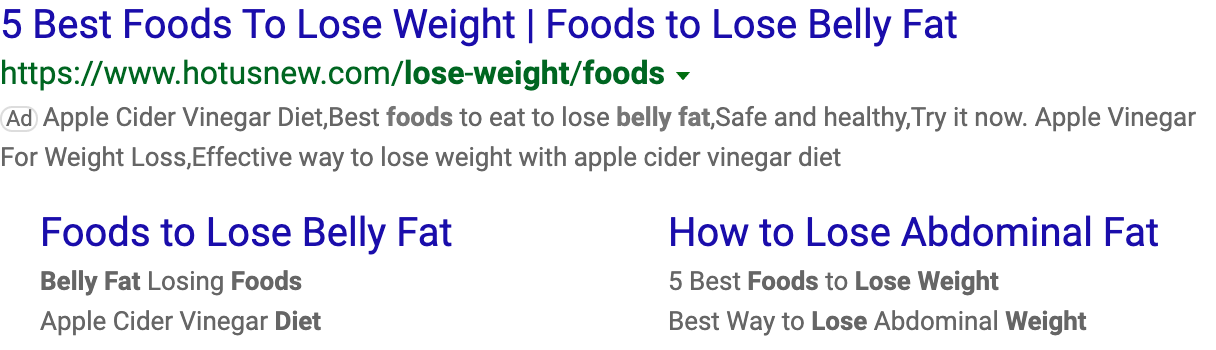 5 Best Foods To Lose Weight | Foods to Lose Belly Fat
https://www.hotusnew.com/lose-weight/foods
Ad Apple Cider Vinegar Diet,Best foods to eat to lose belly fat,Safe and healthy,Try it now. Apple Vinegar
For Weight Loss,Effective way to lose weight with apple cider vinegar diet
Foods to Lose Belly Fat
Belly Fat Losing Foods
Apple Cider Vinegar Diet
How to Lose Abdominal Fat
5 Best Foods to Lose Weight
Best Way to Lose Abdominal Weight